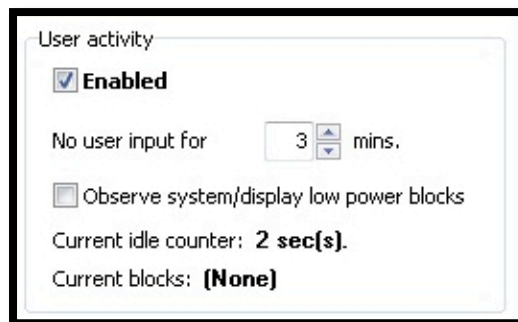 User activity
Enabled
No user input for 3 mins.
Observe system/display low power blocks
Current idle counter: 2 sec(s).
Current blocks: (None)